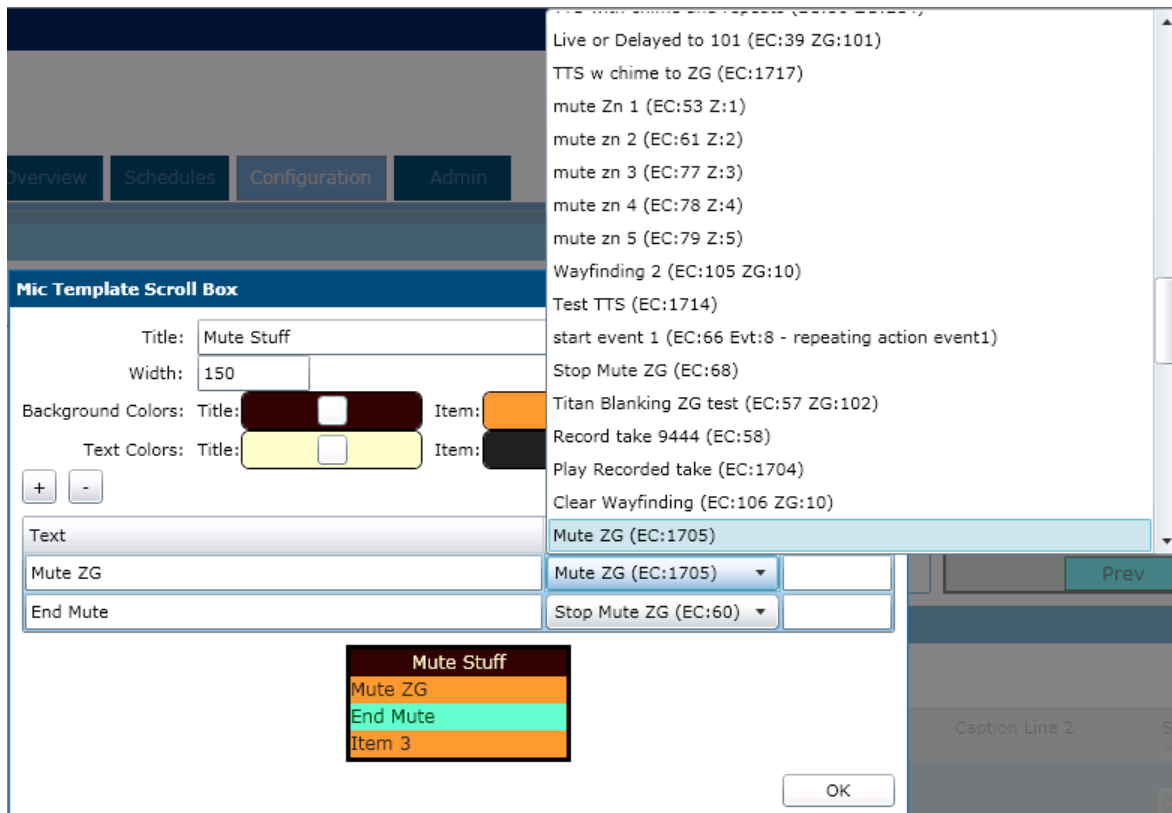 Live or Delayed to 101 (EC:39 ZG:101)
TTS w chime to ZG (EC:1717)
mute Zn 1 (EC:53 Z:1)
mute zn 2 (EC:61 Z:2)
mute zn 3 (EC:77 Z:3)
mute zn 4 (EC:78 Z:4)
mute zn 5 (EC:79 Z:5)
Wayfinding 2 (EC:105 ZG:10)
Test TTS (EC:1714)
start event 1 (EC:66 Evt:8 - repeating action event1)
Stop Mute ZG (EC:68)
Titan Blanking ZG test (EC:57 ZG:102)
Record take 9444 (EC:58)
Play Recorded take (EC:1704)
Clear Wayfinding (EC:106 ZG:10)
Mute ZG (EC:1705)
Overview Schedules Configuration Admin
Mic Template Scroll Box
Title: Mute Stuff
Width: 150
Background Colors: Title: Item:
Text Colors: Title: Item:
+ -
Text
Mute ZG Mute ZG (EC:1705)
End Mute Stop Mute ZG (EC:60)
Mute Stuff
Mute ZG
End Mute
Item 3
OK
Prev
Caption Line 2